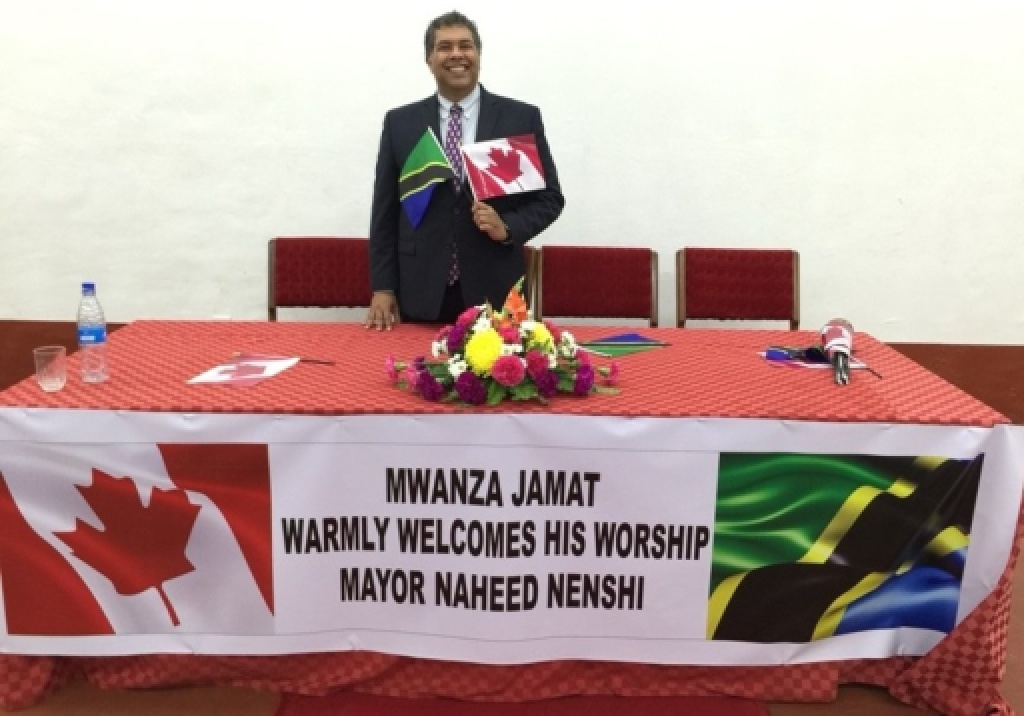 MWANZA JAMAT
WARMLY WELCOMES HIS WORSHIP
MAYOR NAHEED NENSHI